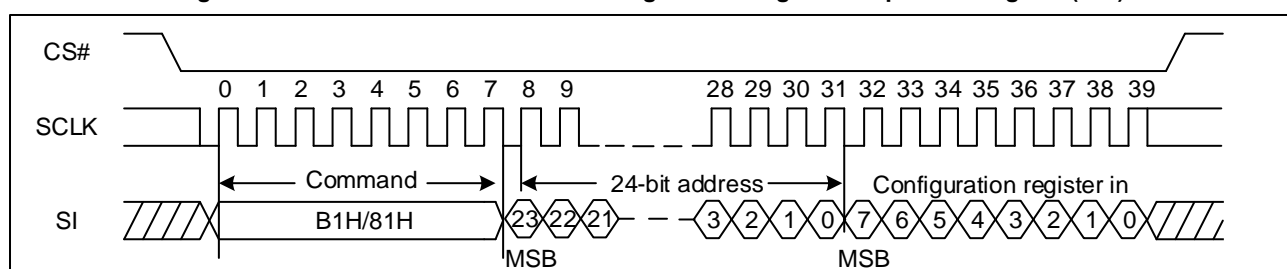 CS#
0 1 2 3 4 5 6 7 8 9 28 29 30 31 32 33 34 35 36 37 38 39
SCLK
Command 24-bit address Configuration register in
SI B1H/81H 23 22 21 3 2 1 0 7 6 5 4 3 2 1 0
MSB MSB